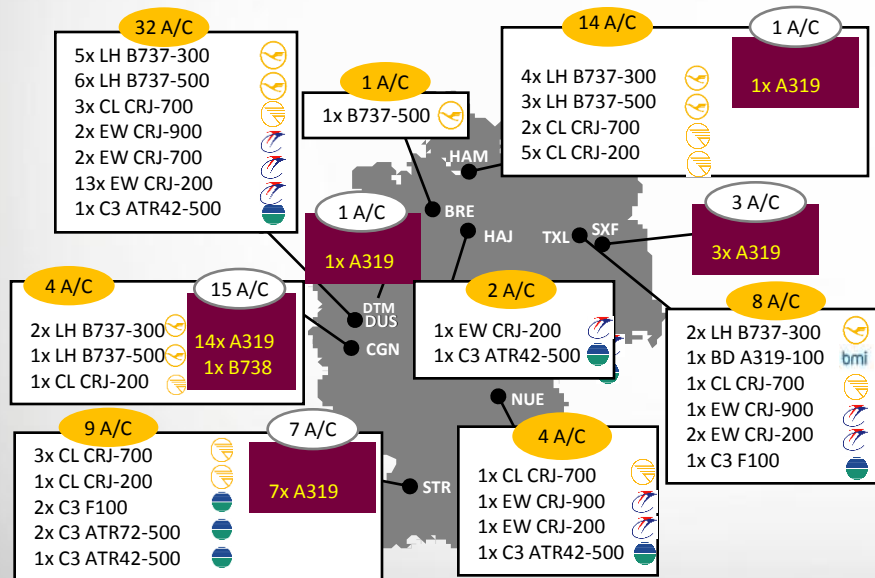 32 A/C
5x LH B737-300
6x LH B737-500
3x CL CRJ-700
2x EW CRJ-900
2x EW CRJ-700
13x EW CRJ-200
1x C3 ATR42-500
1 A/C
1x B737-500
14 A/C
4x LH B737-300
3x LH B737-500
2x CL CRJ-700
5x CL CRJ-200
1 A/C
1x A319
HAM
BRE
HAJ
TXL
SXF
3 A/C
3x A319
1 A/C
1x A319
DTM
DUS
CGN
4 A/C
2x LH B737-300
1x LH B737-500
1x CL CRJ-200
15 A/C
14x A319
1x B738
2 A/C
1x EW CRJ-200
1x C3 ATR42-500
8 A/C
2x LH B737-300
1x BD A319-100
bmi
1x CL CRJ-700
1x EW CRJ-900
2x EW CRJ-200
1x C3 F100
NUE
9 A/C
3x CL CRJ-700
1x CL CRJ-200
2x C3 F100
2x C3 ATR72-500
1x C3 ATR42-500
7 A/C
7x A319
STR
4 A/C
1x CL CRJ-700
1x EW CRJ-900
1x EW CRJ-200
1x C3 ATR42-500